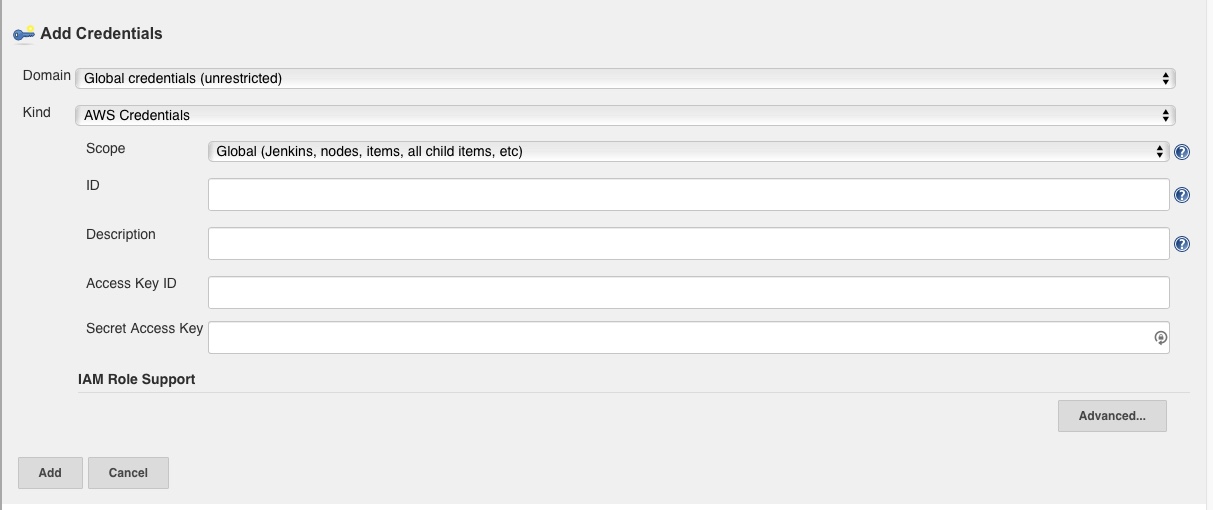 Add Credentials
Domain Global credentials (unrestricted)
Kind AWS Credentials
Scope Global (Jenkins, nodes, items, all child items, etc) ?
ID ?
Description ?
Access Key ID
Secret Access Key
IAM Role Support
Advanced...
Add Cancel